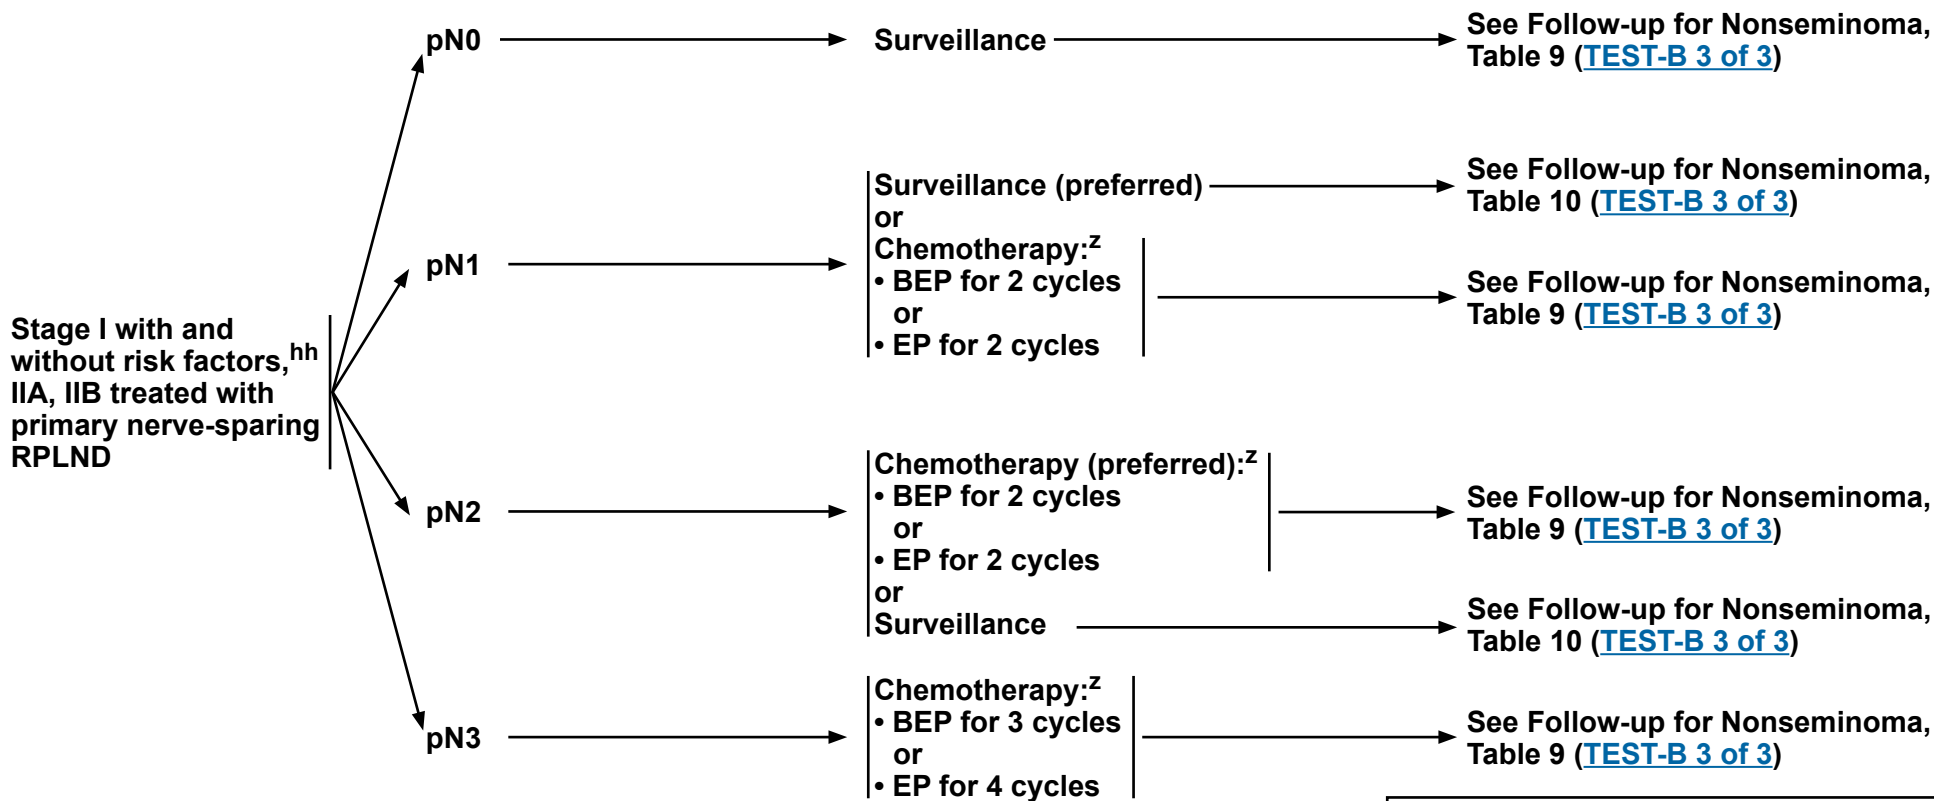 pN0
Surveillance
See Follow-up for Nonseminoma,
Table 9 (TEST-B 3 of 3)
Stage I with and
without risk factors,hh
IIA, IIB treated with
primary nerve-sparing
RPLND
pN1
Surveillance (preferred)
or
Chemotherapy:z
• BEP for 2 cycles
or
• EP for 2 cycles
See Follow-up for Nonseminoma,
Table 10 (TEST-B 3 of 3)
See Follow-up for Nonseminoma,
Table 9 (TEST-B 3 of 3)
pN2
Chemotherapy (preferred):z
• BEP for 2 cycles
or
• EP for 2 cycles
or
Surveillance
See Follow-up for Nonseminoma,
Table 9 (TEST-B 3 of 3)
See Follow-up for Nonseminoma,
Table 10 (TEST-B 3 of 3)
pN3
Chemotherapy:z
• BEP for 3 cycles
or
• EP for 4 cycles
See Follow-up for Nonseminoma,
Table 9 (TEST-B 3 of 3)